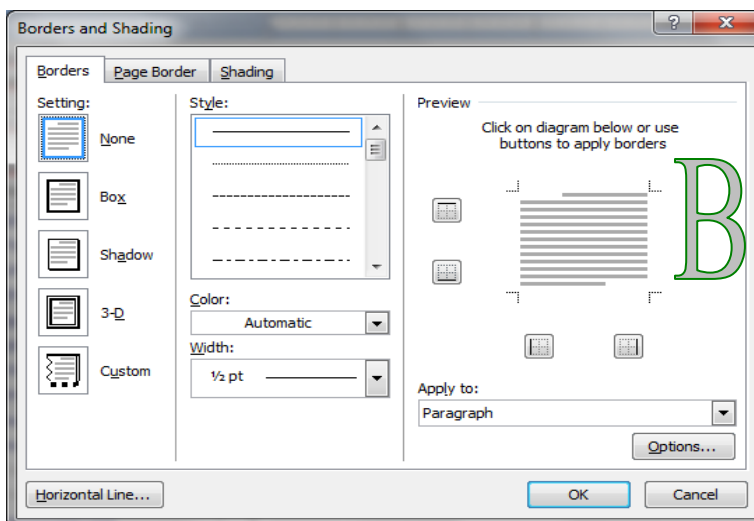 Borders and Shading
Borders
Page Border
Shading
Setting:
None
Box
Shadow
3-D
Custom
Style:
Color:
Automatic
Width:
½ pt
Preview
Click on diagram below or use
buttons to apply borders
B
Apply to:
Paragraph
Options...
Horizontal Line...
OK
Cancel